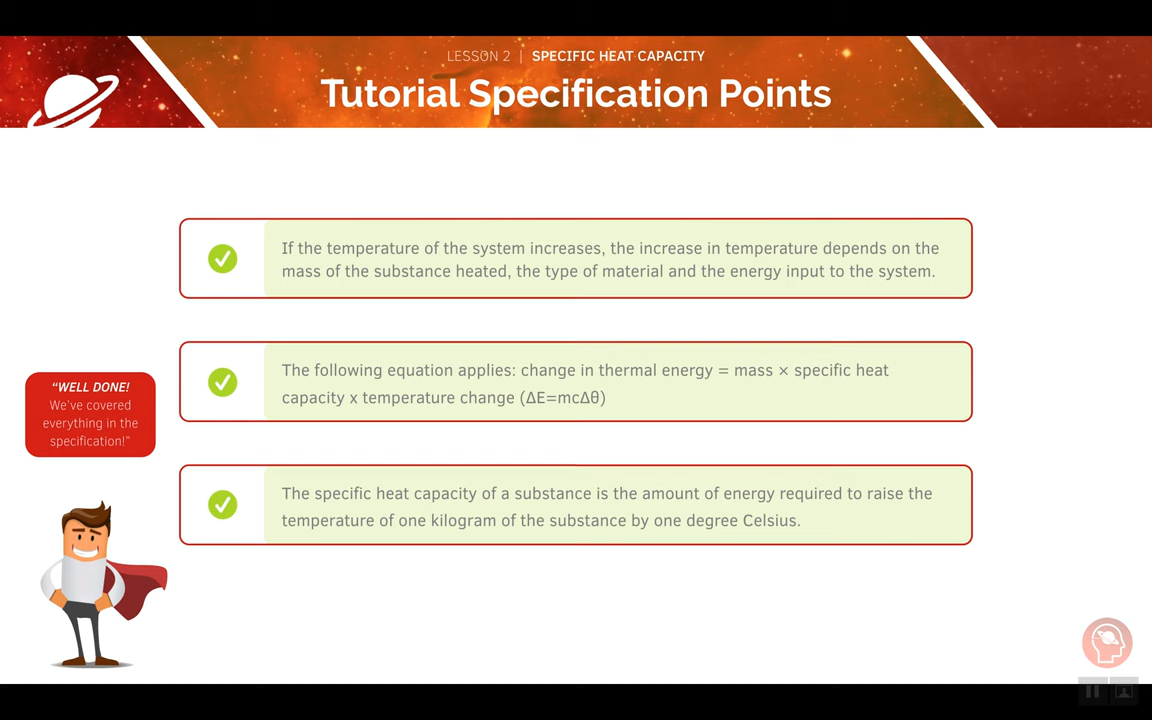 LESSON 2 | SPECIFIC HEAT CAPACITY
Tutorial Specification Points
If the temperature of the system increases, the increase in temperature depends on the
mass of the substance heated, the type of material and the energy input to the system.
The following equation applies: change in thermal energy = mass × specific heat
capacity x temperature change (ΔE=mcΔθ)
"WELL DONE!
We've covered
everything in the
specification!"
The specific heat capacity of a substance is the amount of energy required to raise the
temperature of one kilogram of the substance by one degree Celsius.